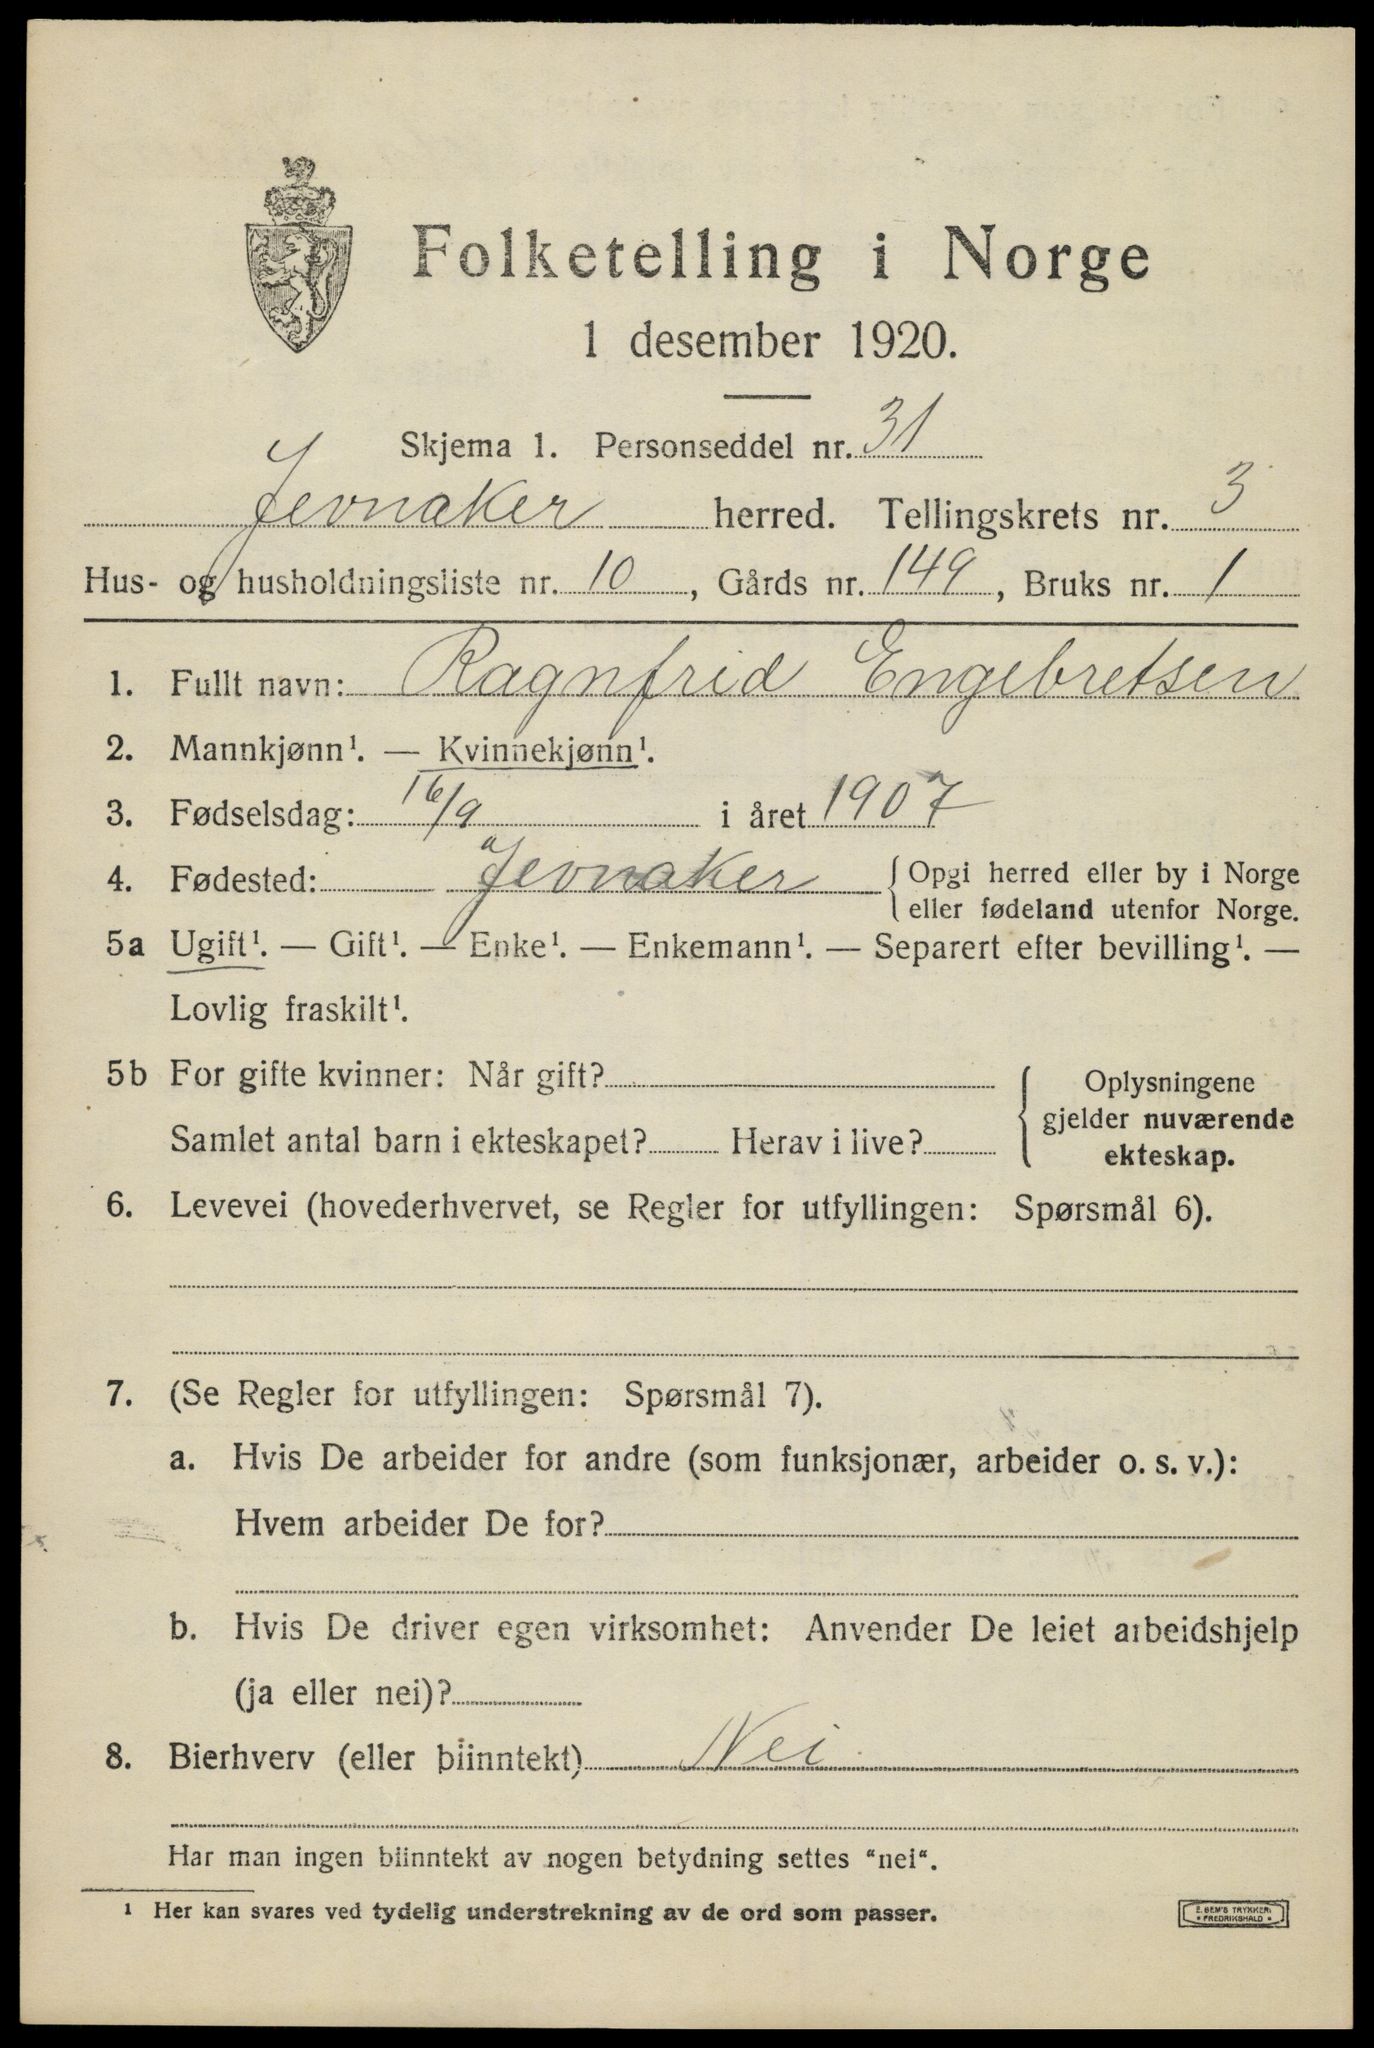 Folketelling i Norge
1 desember 1920.
Skjema 1. Personseddel nr. 31
Jevnaker herred. Tellingskrets nr. 3
Hus- og husholdningsliste nr. 10, Gårds nr. 149, Bruks nr. 1
1. Fullt navn: Ragnfrid Engebretsen
2. Mannkjønn¹. — Kvinnekjønn¹.
3. Fødselsdag: 16/9 i året 1907
4. Fødested: Jevnaker { Opgi herred eller by i Norge
eller fødeland utenfor Norge.
5a Ugift¹. — Gift¹. — Enke¹. — Enkemann¹. — Separert efter bevilling¹. —
Lovlig fraskilt¹.
5b For gifte kvinner: Når gift?
Samlet antal barn i ekteskapet? Herav i live?
{ Oplysningene
gjelder nuværende
ekteskap.
6. Levevei (hovederhvervet, se Regler for utfyllingen: Spørsmål 6).
7. (Se Regler for utfyllingen: Spørsmål 7).
a. Hvis De arbeider for andre (som funksjonær, arbeider o. s. v.):
Hvem arbeider De for?
b. Hvis De driver egen virksomhet: Anvender De leiet arbeidshjelp
(ja eller nei)?
8. Bierhverv (eller biinntekt) Nei
Har man ingen biinntekt av nogen betydning settes "nei".
¹ Her kan svares ved tydelig understrekning av de ord som passer.
E. SEM'S TRYKKERI
• FREDRIKSHALD •